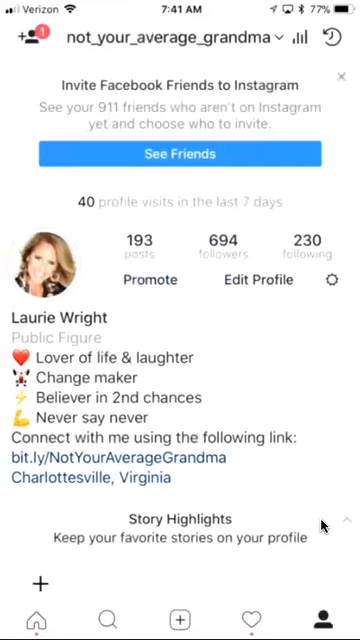 Verizon 7:41 AM 77%
1
not_your_average_grandma
Invite Facebook Friends to Instagram
See your 911 friends who aren't on Instagram
yet and choose who to invite.
See Friends
40 profile visits in the last 7 days
193 694 230
posts followers following
Promote Edit Profile
Laurie Wright
Public Figure
❤️ Lover of life & laughter
Change maker
⚡ Believer in 2nd chances
💪 Never say never
Connect with me using the following link:
bit.ly/NotYourAverageGrandma
Charlottesville, Virginia
Story Highlights
Keep your favorite stories on your profile